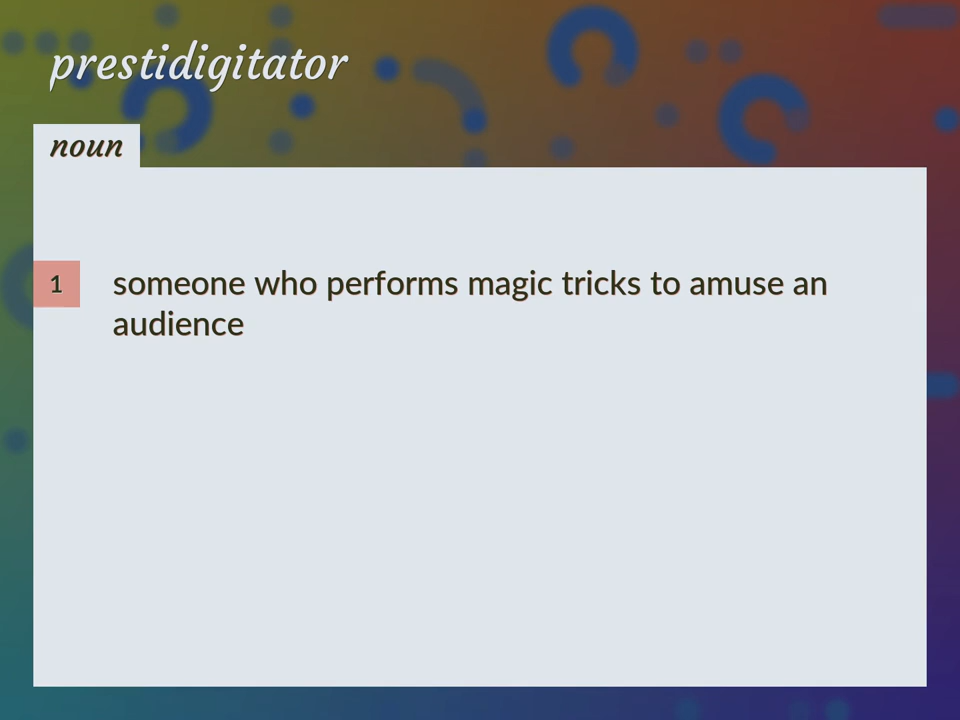 prestidigitator
noun
1 someone who performs magic tricks to amuse an
audience